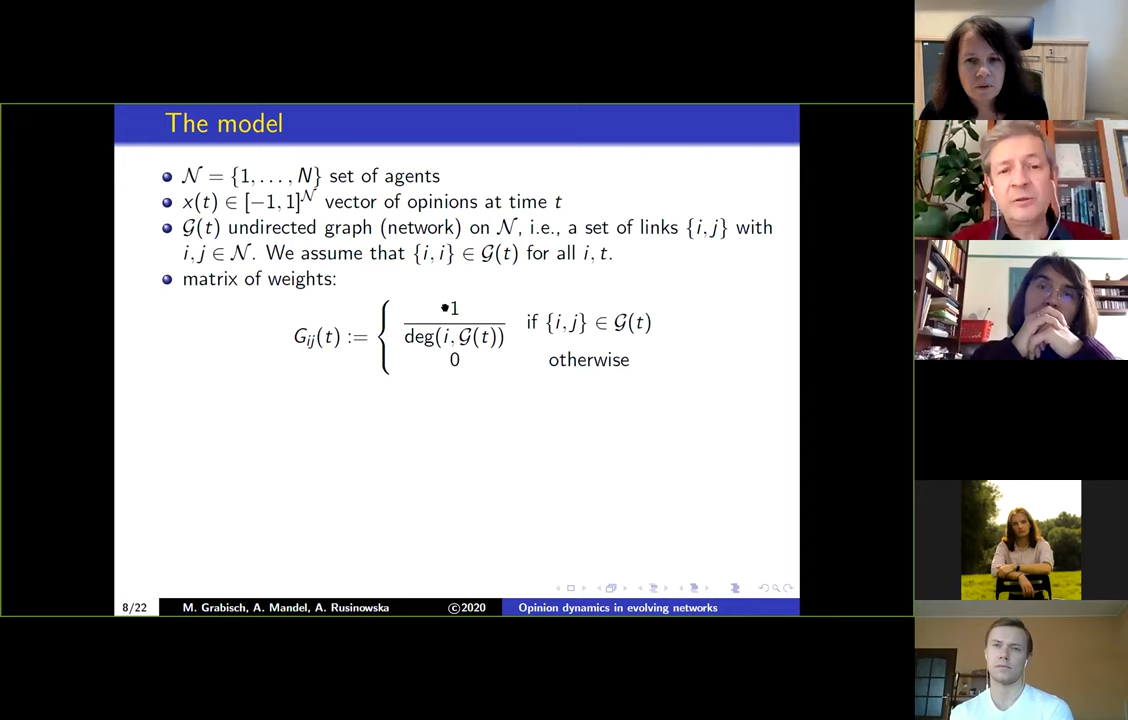 The model
𝒩 = {1, . . . , N} set of agents
x(t) ∈ [−1, 1]^𝒩 vector of opinions at time t
𝒢(t) undirected graph (network) on 𝒩, i.e., a set of links {i, j} with
i, j ∈ 𝒩. We assume that {i, i} ∈ 𝒢(t) for all i, t.
matrix of weights:
G_ij(t) := { 1 / deg(i, 𝒢(t)) if {i, j} ∈ 𝒢(t)
0 otherwise
8/22 M. Grabisch, A. Mandel, A. Rusinowska ©2020 Opinion dynamics in evolving networks